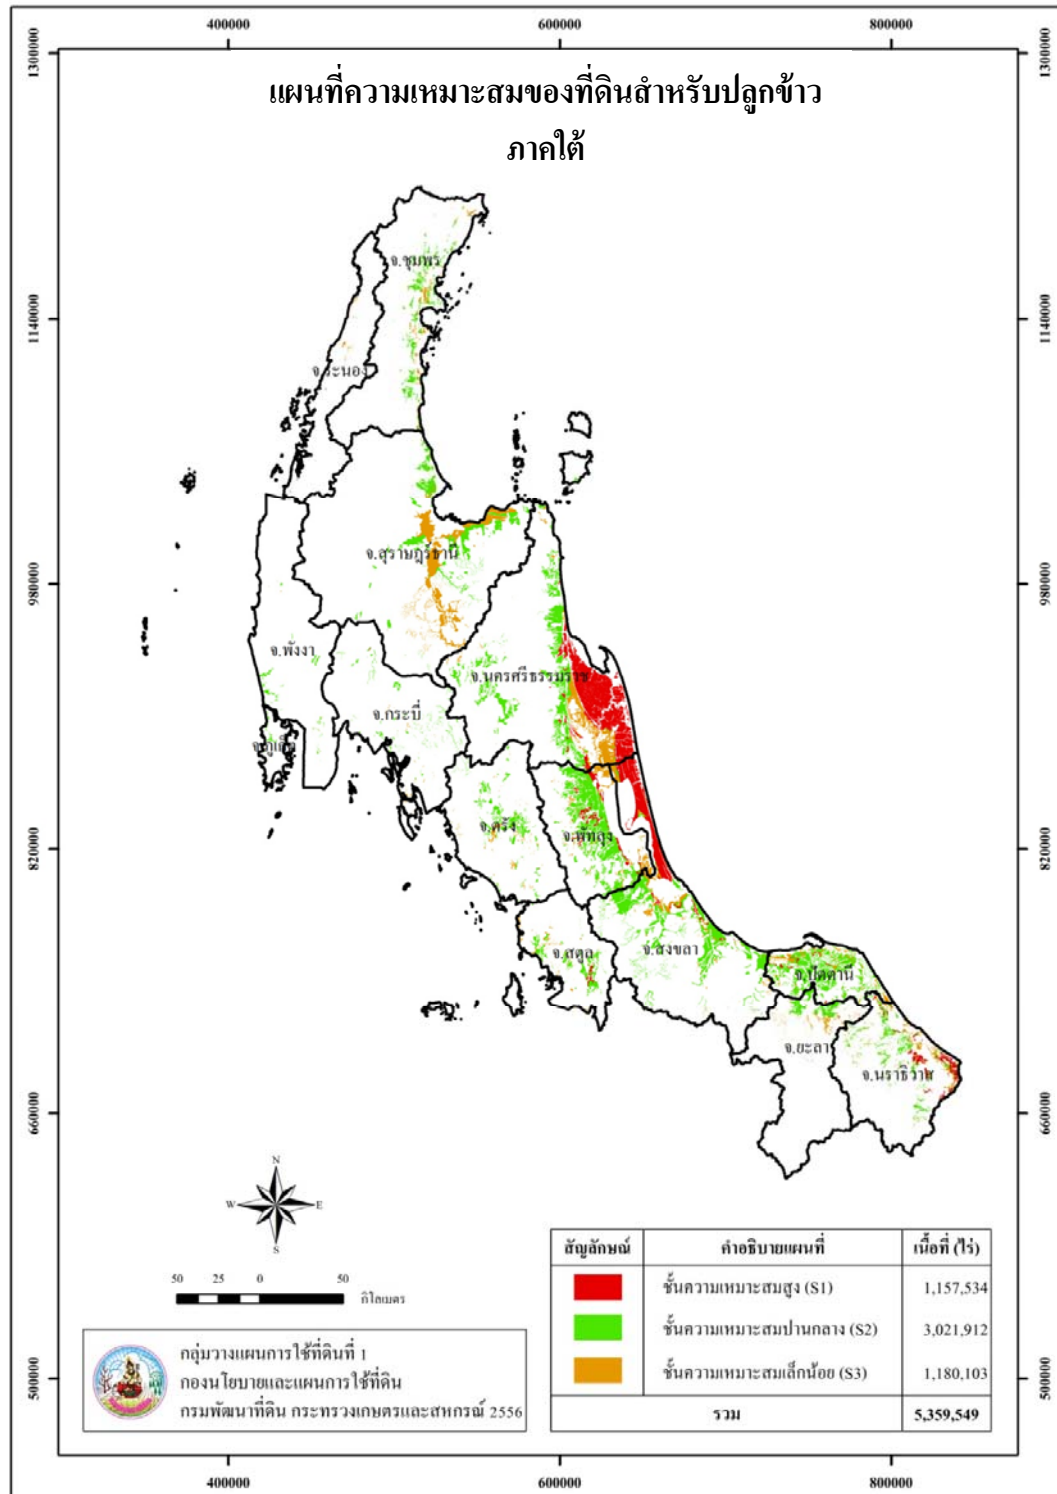 400000 600000 800000
1300000 1300000
แผนที่ความเหมาะสมของที่ดินสำหรับปลูกข้าว
ภาคใต้
จ.ชุมพร
1140000 1140000
จ.ระนอง
จ.สุราษฎร์ธานี
980000 980000
จ.พังงา
จ.นครศรีธรรมราช
จ.กระบี่
จ.ภูเก็ต
จ.ตรัง
จ.พัทลุง
820000 820000
จ.สตูล
จ.สงขลา
จ.ปัตตานี
จ.ยะลา
จ.นราธิวาส
660000 660000
N
W E
S
50 25 0 50
กิโลเมตร
สัญลักษณ์ คำอธิบายแผนที่ เนื้อที่ (ไร่)
ชั้นความเหมาะสมสูง (S1) 1,157,534
ชั้นความเหมาะสมปานกลาง (S2) 3,021,912
ชั้นความเหมาะสมเล็กน้อย (S3) 1,180,103
รวม 5,359,549
กลุ่มวางแผนการใช้ที่ดินที่ 1
กองนโยบายและแผนการใช้ที่ดิน
กรมพัฒนาที่ดิน กระทรวงเกษตรและสหกรณ์ 2556
500000 500000
400000 600000 800000